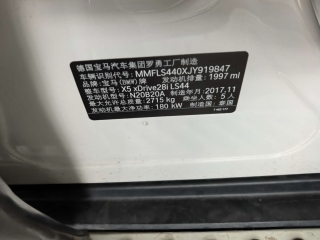 德国宝马汽车集团罗勇工厂制造
车辆识别代号: MMFLS440XJY919847
品牌: 宝马(BMW)牌 发动机排量: 1997 ml
整车型号: X5 xDrive28i LS44
发动机型号: N20B20A 制造年月: 2017.11
最大允许总质量: 2715 kg 乘坐人数: 5 人
发动机最大净功率: 180 kW 制造国: 泰国